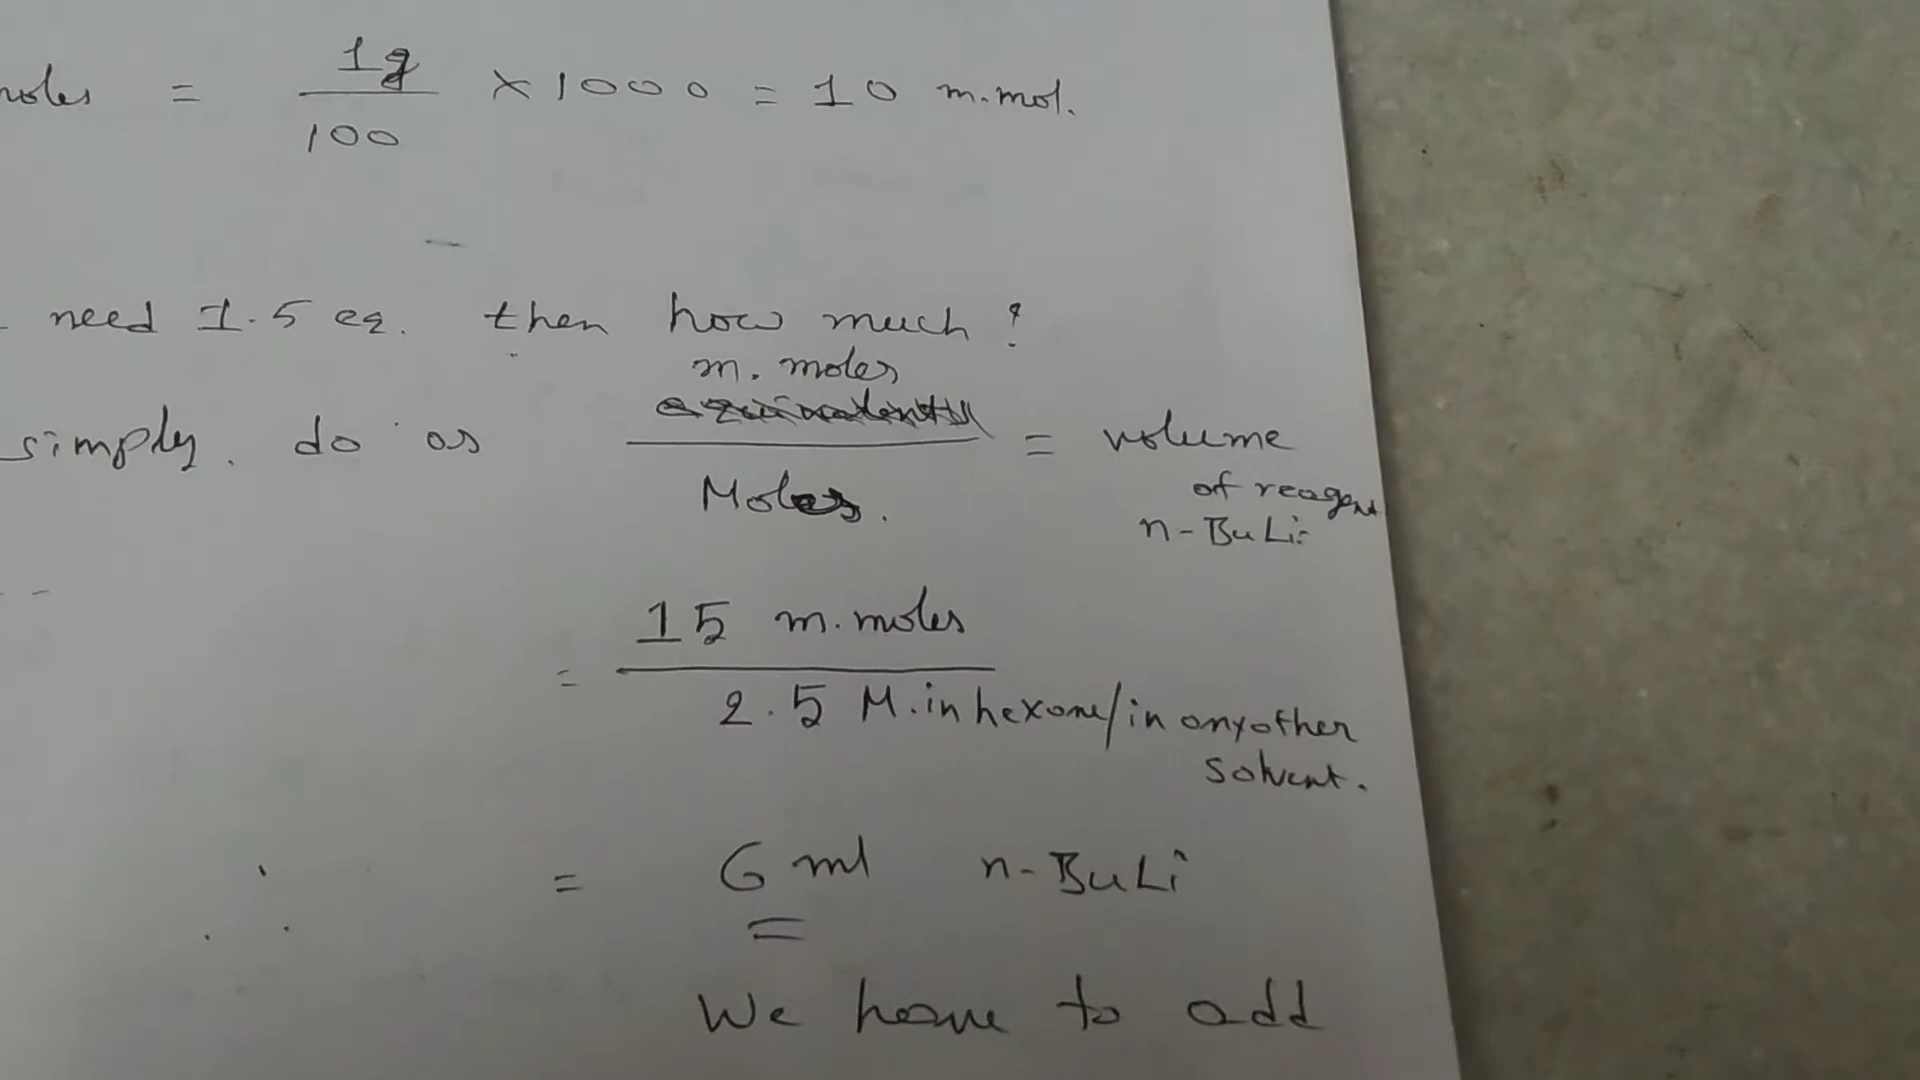 moles = 1g / 100 × 1000 = 10 m.mol.
need 1.5 eq. then how much ?
m. moles
simply. do as / Moles. = volume
of reagent
n-BuLi
= 15 m.moles / 2.5 M. in hexane/in anyother
solvent.
= 6 ml n-BuLi
We have to add